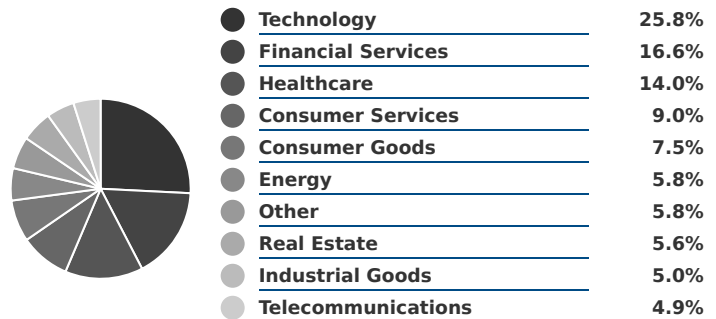 Technology 25.8%
Financial Services 16.6%
Healthcare 14.0%
Consumer Services 9.0%
Consumer Goods 7.5%
Energy 5.8%
Other 5.8%
Real Estate 5.6%
Industrial Goods 5.0%
Telecommunications 4.9%